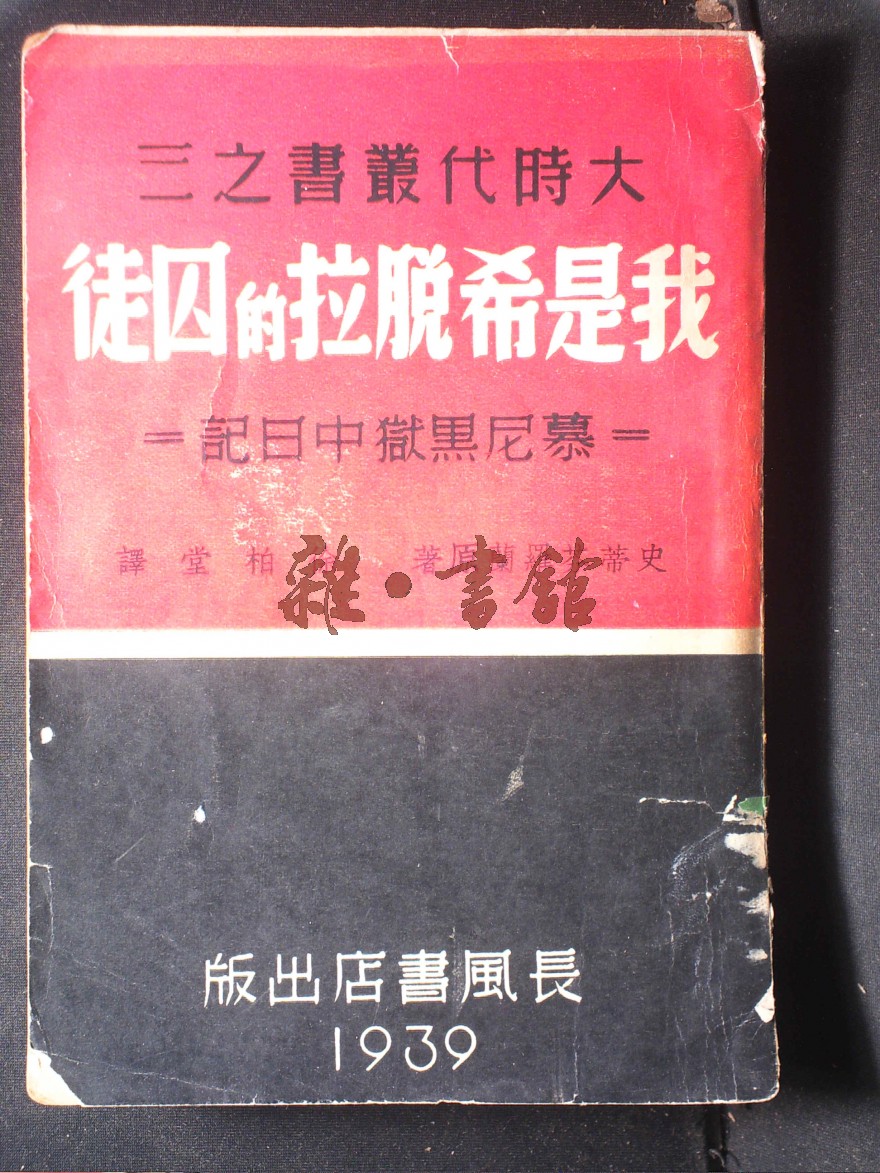 大時代叢書之三
我是希脫拉的囚徒
=慕尼黑獄中日記=
史蒂 羅蘭原著 柏堂譯
雜·書館
長風書店出版
1939